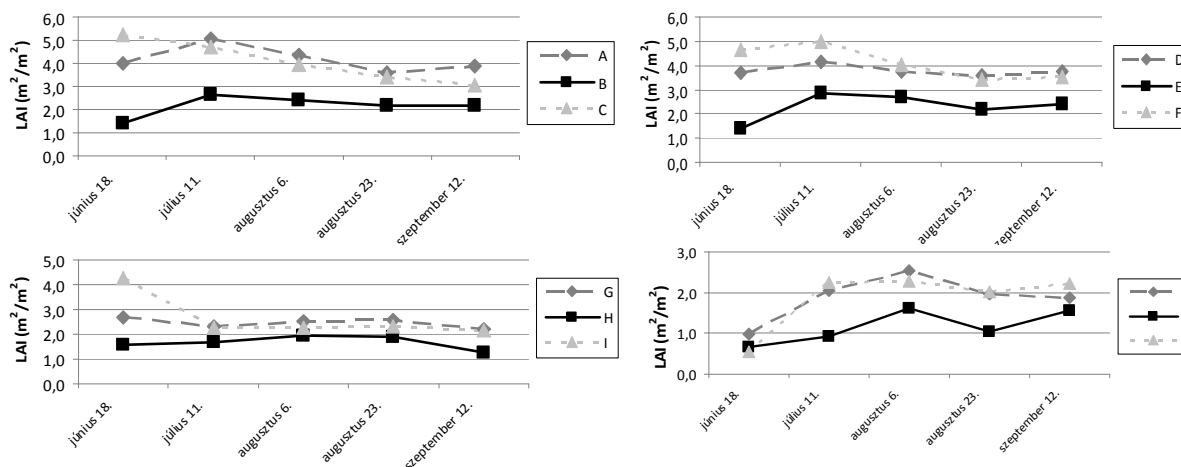 LAI (m²/m²)
6,0
5,0
4,0
3,0
2,0
1,0
0,0
június 18.
július 11.
augusztus 6.
augusztus 23.
szeptember 12.
A
B
C
LAI (m²/m²)
6,0
5,0
4,0
3,0
2,0
1,0
0,0
június 18.
július 11.
augusztus 6.
augusztus 23.
szeptember 12.
D
E
F
LAI (m²/m²)
5,0
4,0
3,0
2,0
1,0
0,0
június 18.
július 11.
augusztus 6.
augusztus 23.
szeptember 12.
G
H
I
LAI (m²/m²)
3,0
2,0
1,0
0,0
június 18.
július 11.
augusztus 6.
augusztus 23.
szeptember 12.